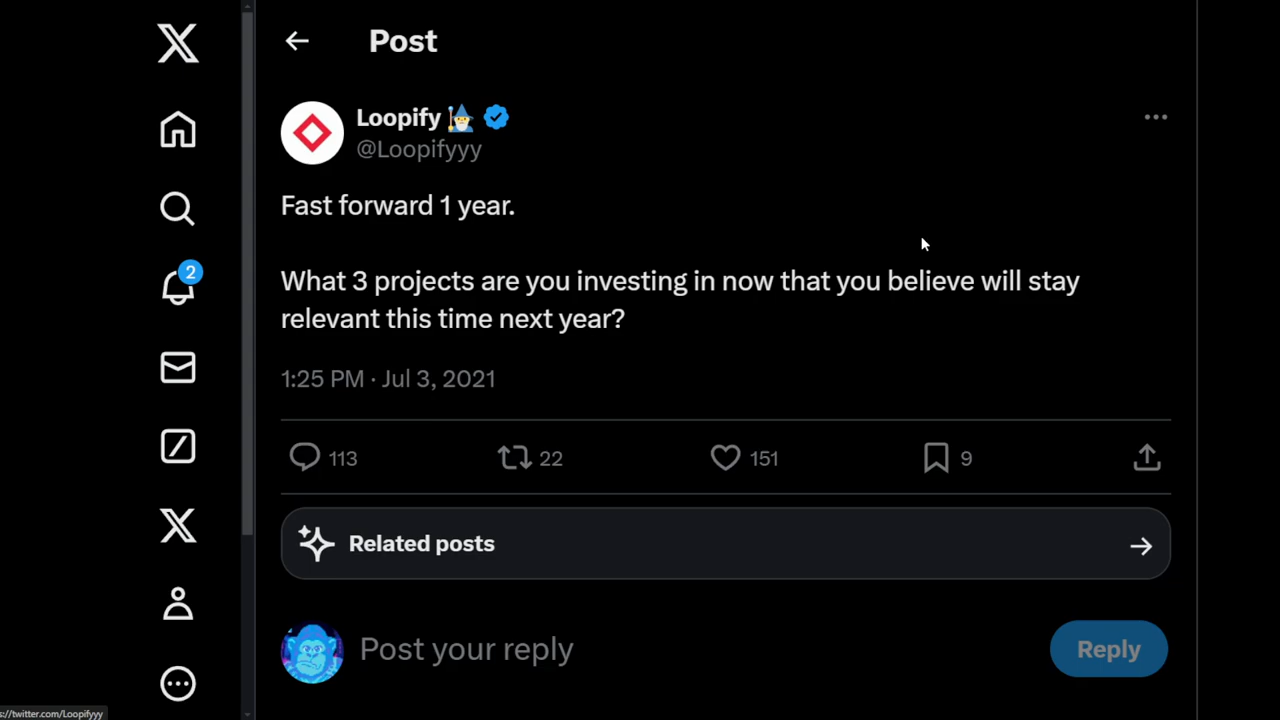 Post
Loopify
@Loopifyyy
Fast forward 1 year.
What 3 projects are you investing in now that you believe will stay
relevant this time next year?
1:25 PM · Jul 3, 2021
113 22 151 9
Related posts
Post your reply Reply
2
s://twitter.com/Loopifyyy